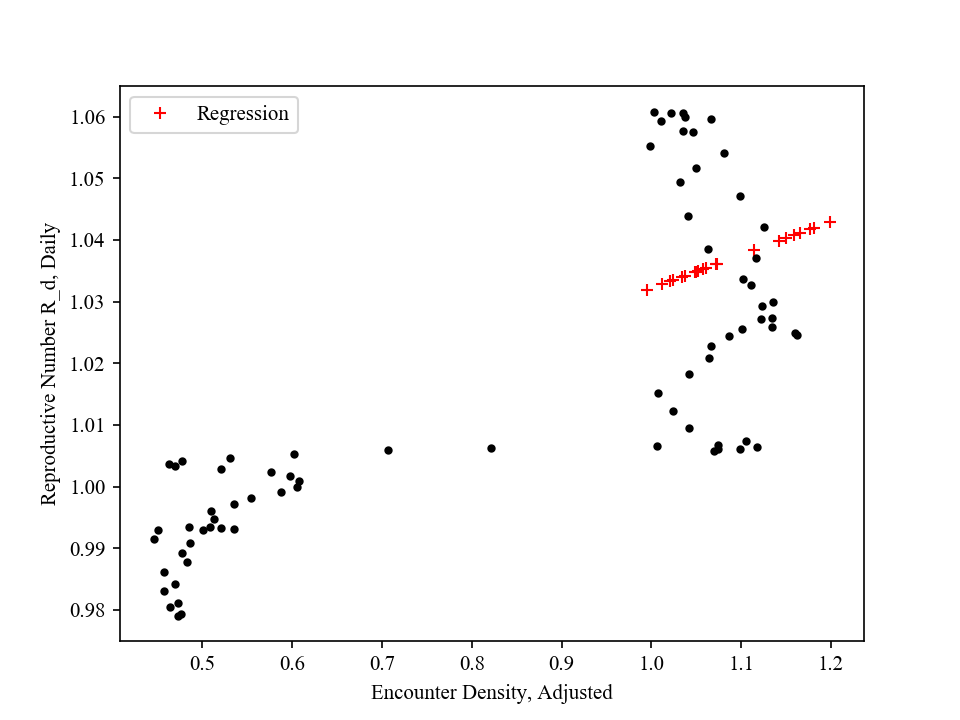 Regression
1.06
1.05
1.04
1.03
1.02
1.01
1.00
0.99
0.98
Reproductive Number R_d, Daily
0.5 0.6 0.7 0.8 0.9 1.0 1.1 1.2
Encounter Density, Adjusted